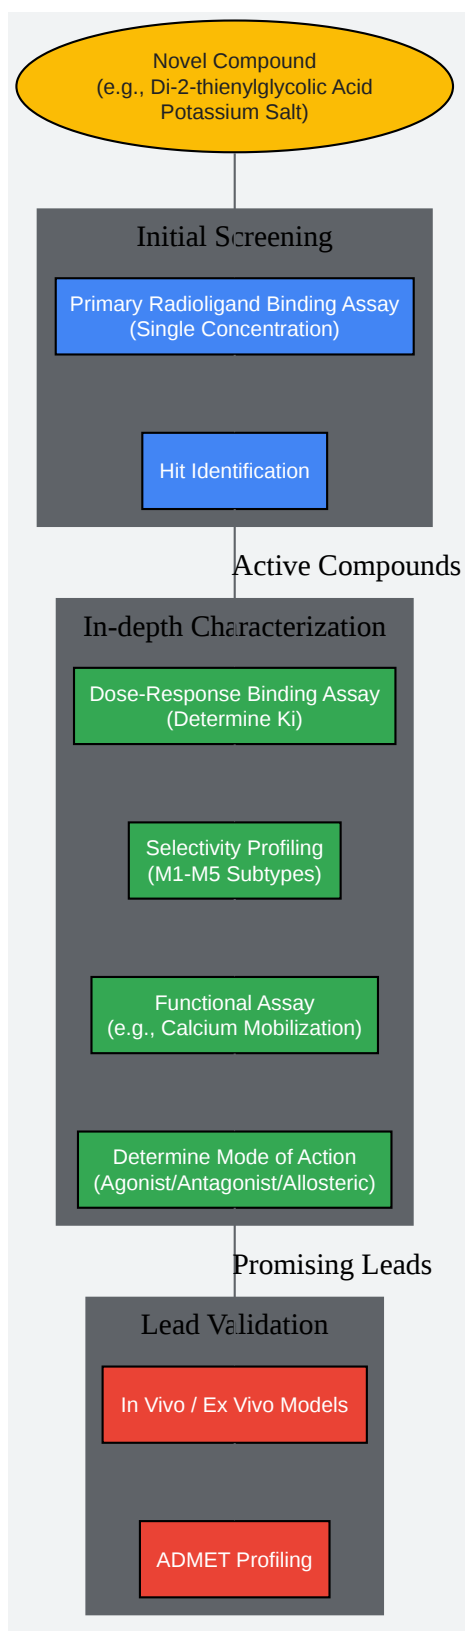 Novel Compound
(e.g., Di-2-thienylglycolic Acid
Potassium Salt)
Initial Screening
Primary Radioligand Binding Assay
(Single Concentration)
Hit Identification
Active Compounds
In-depth Characterization
Dose-Response Binding Assay
(Determine Ki)
Selectivity Profiling
(M1-M5 Subtypes)
Functional Assay
(e.g., Calcium Mobilization)
Determine Mode of Action
(Agonist/Antagonist/Allosteric)
Promising Leads
Lead Validation
In Vivo / Ex Vivo Models
ADMET Profiling